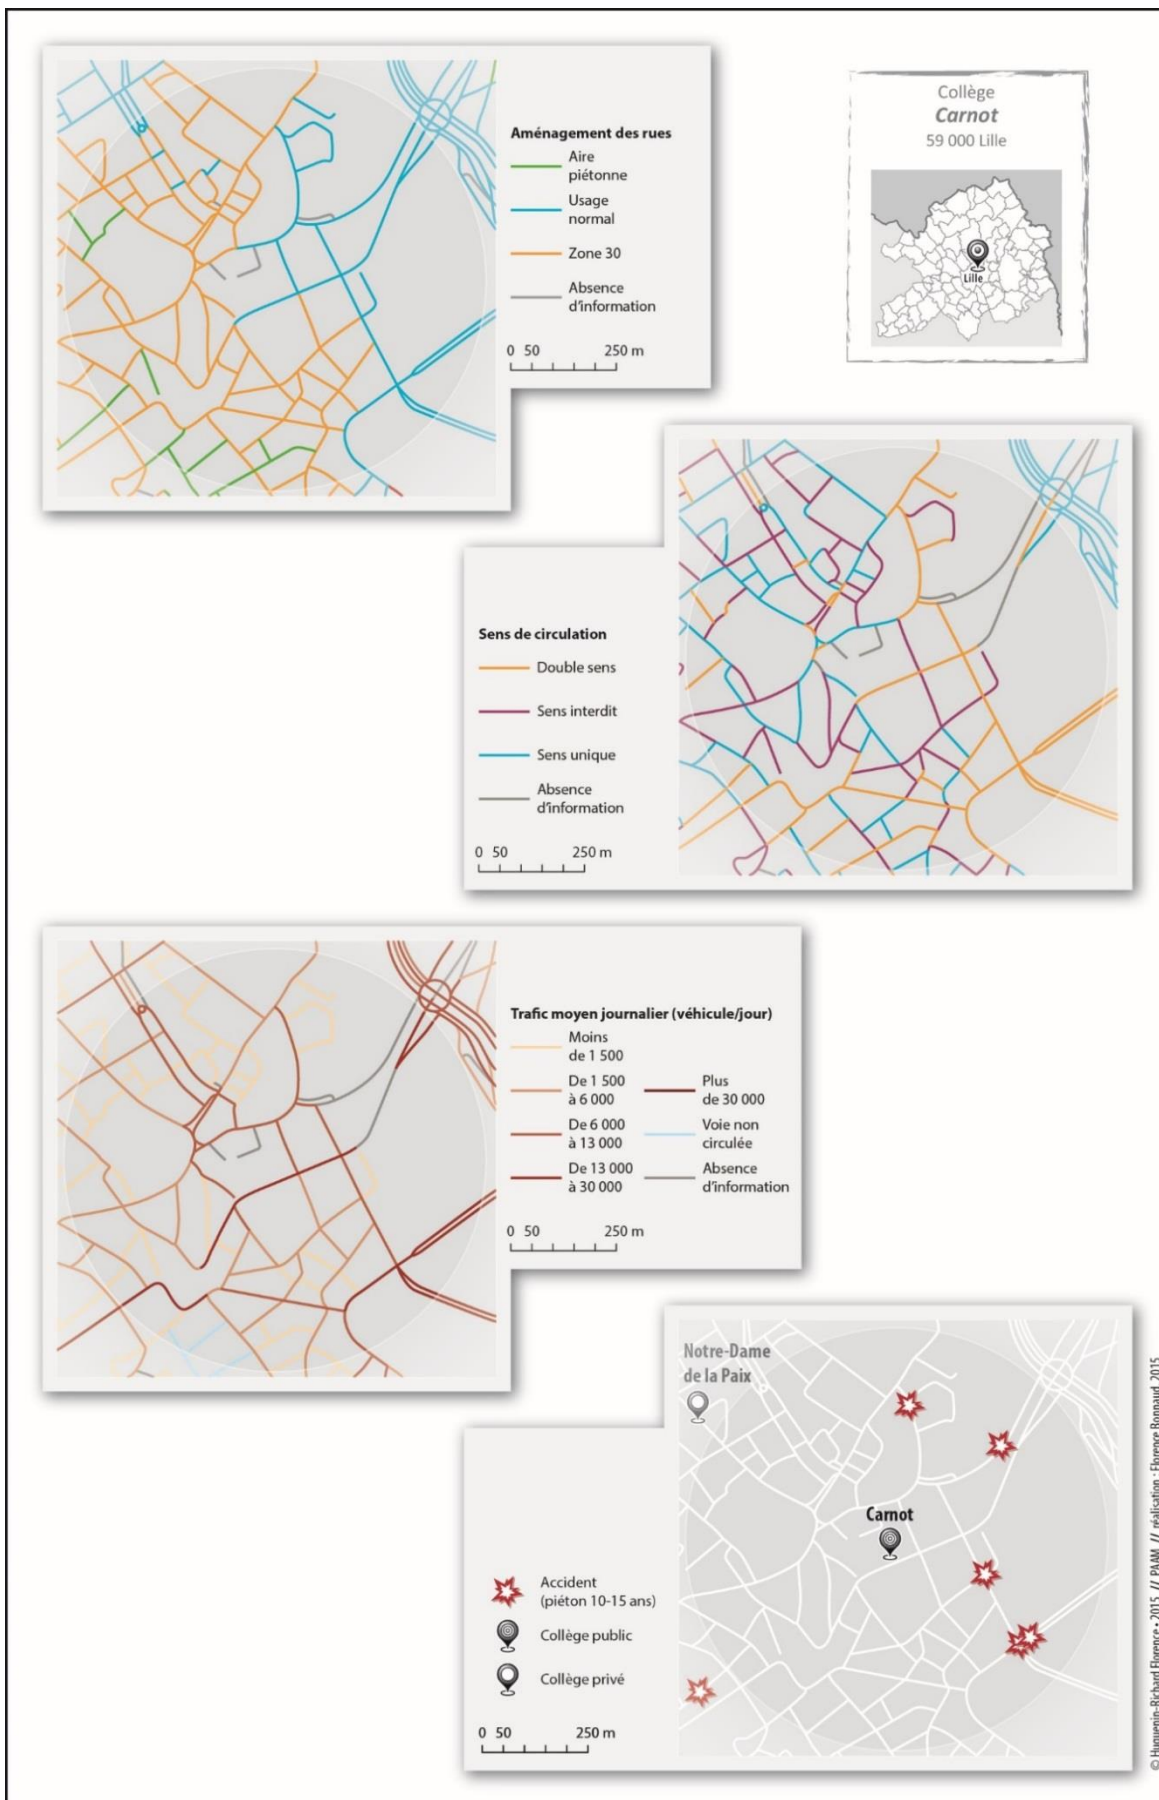 Aménagement des rues
Aire
piétonne
Usage
normal
Zone 30
Absence
d'information
0 50 250 m
Collège
Carnot
59 000 Lille
Lille
Sens de circulation
Double sens
Sens interdit
Sens unique
Absence
d'information
0 50 250 m
Trafic moyen journalier (véhicule/jour)
Moins
de 1 500
De 1 500
à 6 000
De 6 000
à 13 000
De 13 000
à 30 000
Plus
de 30 000
Voie non
circulée
Absence
d'information
0 50 250 m
Notre-Dame
de la Paix
Carnot
Accident
(piéton 10-15 ans)
Collège public
Collège privé
0 50 250 m
© Huguenin-Richard Florence • 2015 // PAAM // réalisation : Florence Bonnaud, 2015